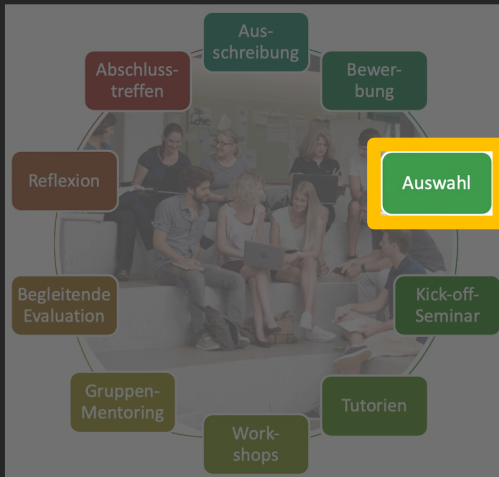 Aus-
schreibung
Bewer-
bung
Auswahl
Kick-off-
Seminar
Tutorien
Work-
shops
Gruppen-
Mentoring
Begleitende
Evaluation
Reflexion
Abschluss-
treffen